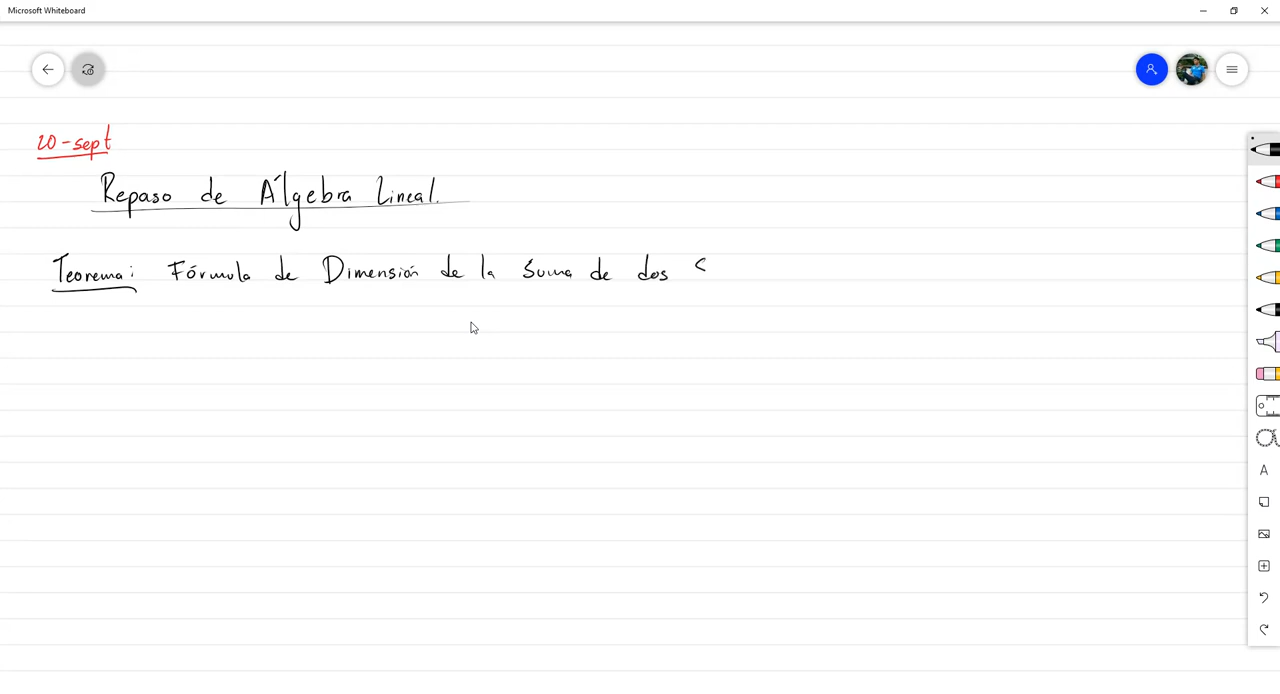 Microsoft Whiteboard
20-sept
Repaso de Álgebra Lineal.
Teorema: Fórmula de Dimensión de la Suma de dos
A